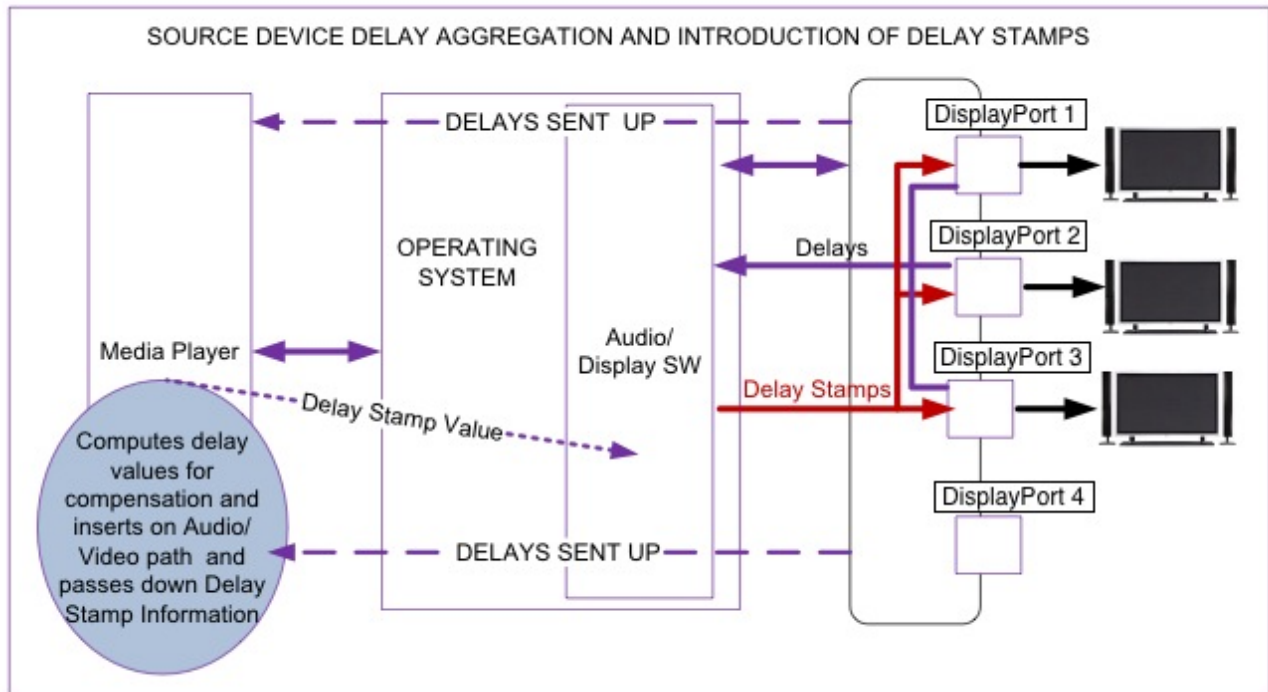 SOURCE DEVICE DELAY AGGREGATION AND INTRODUCTION OF DELAY STAMPS
DELAYS SENT UP
DisplayPort 1
OPERATING
SYSTEM
Delays
DisplayPort 2
Media Player
Audio/
Display SW
DisplayPort 3
Delay Stamp Value
Delay Stamps
Computes delay
values for
compensation and
inserts on Audio/
Video path and
passes down Delay
Stamp Information
DisplayPort 4
DELAYS SENT UP